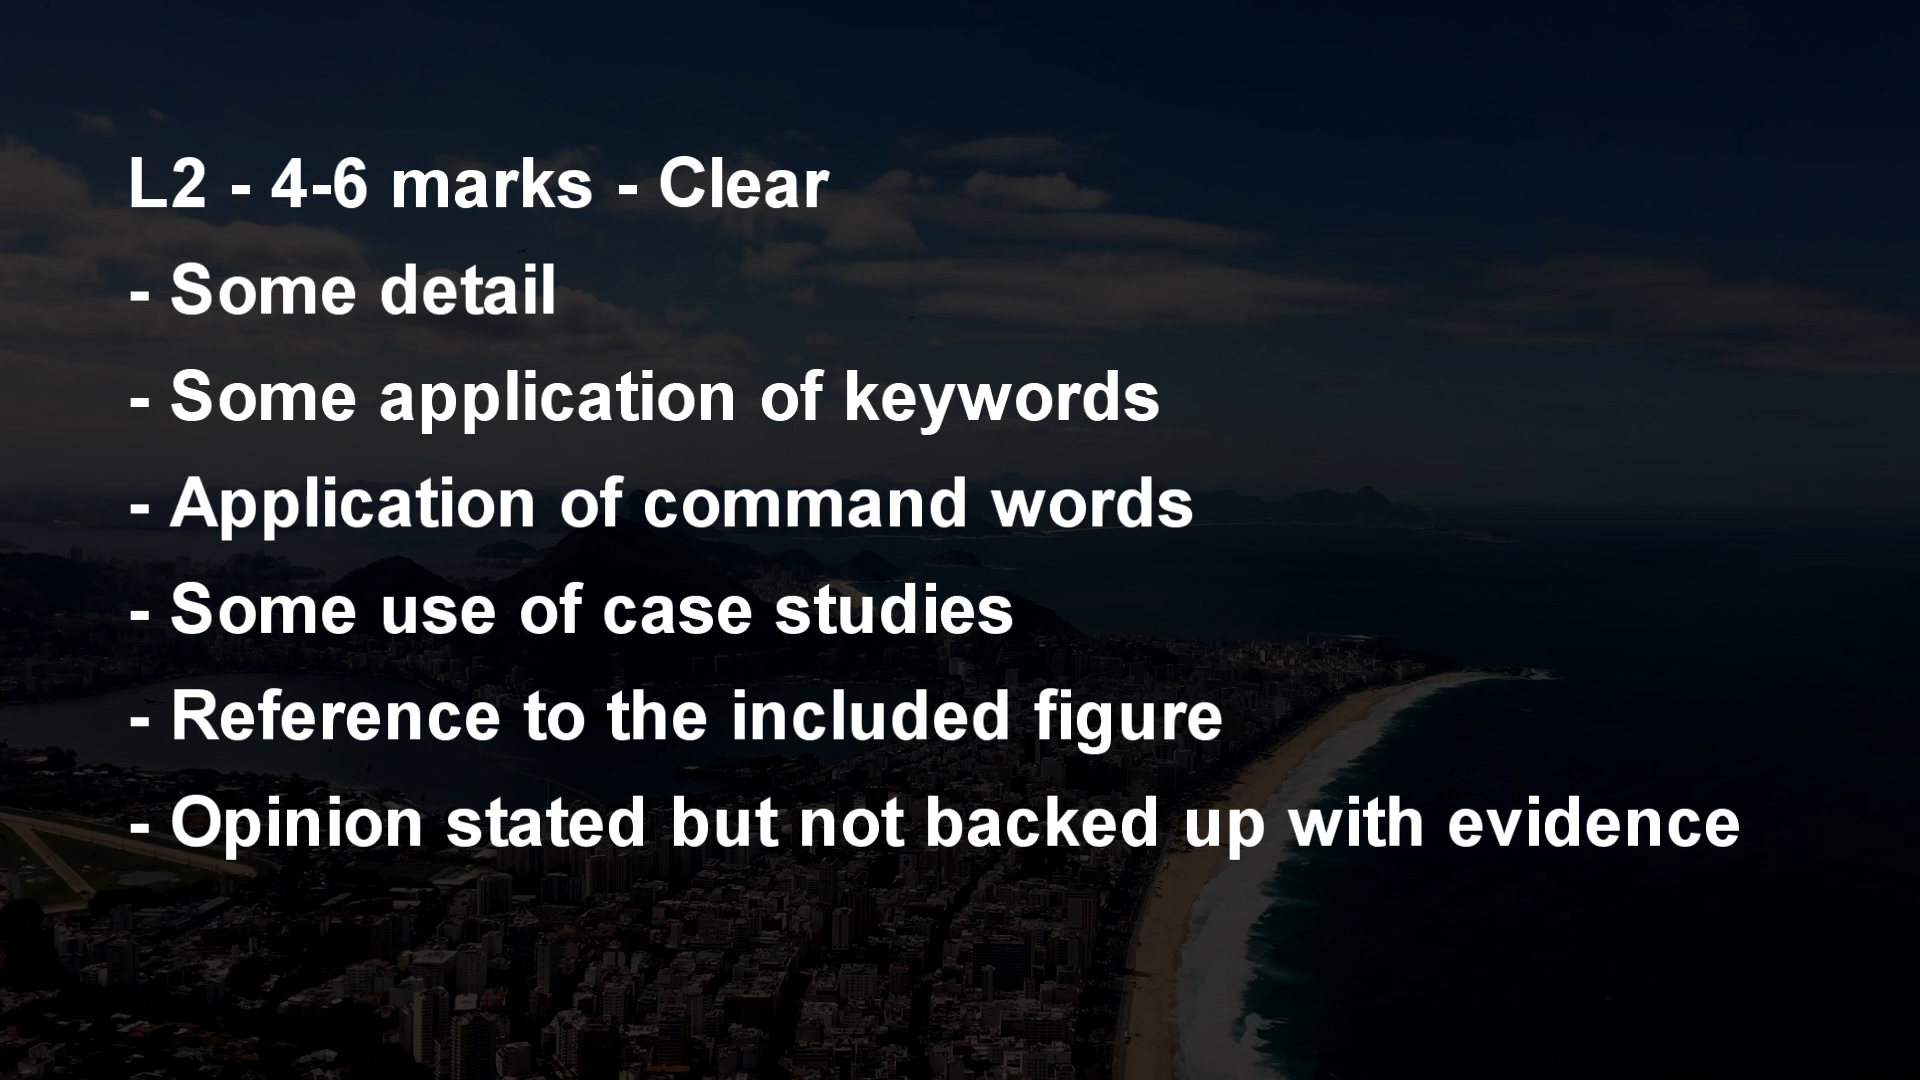 L2 - 4-6 marks - Clear
- Some detail
- Some application of keywords
- Application of command words
- Some use of case studies
- Reference to the included figure
- Opinion stated but not backed up with evidence